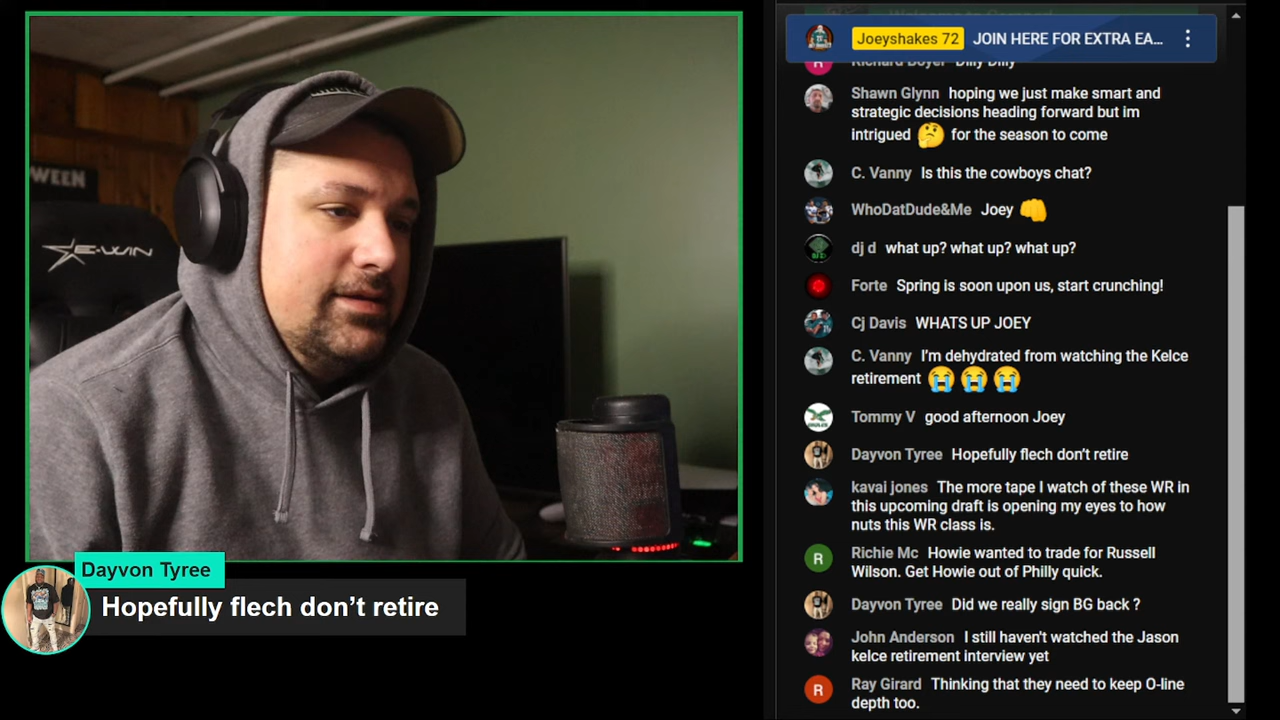 WEEN
E-WIN
Dayvon Tyree
Hopefully flech don't retire
Joeyshakes 72 JOIN HERE FOR EXTRA EA...
Richard Boyer Dilly Dilly
Shawn Glynn hoping we just make smart and
strategic decisions heading forward but im
intrigued 🤔 for the season to come
C. Vanny Is this the cowboys chat?
WhoDatDude&Me Joey 👊
dj d what up? what up? what up?
Forte Spring is soon upon us, start crunching!
Cj Davis WHATS UP JOEY
C. Vanny I'm dehydrated from watching the Kelce
retirement 😭 😭 😭
Tommy V good afternoon Joey
Dayvon Tyree Hopefully flech don't retire
kavai jones The more tape I watch of these WR in
this upcoming draft is opening my eyes to how
nuts this WR class is.
R Richie Mc Howie wanted to trade for Russell
Wilson. Get Howie out of Philly quick.
Dayvon Tyree Did we really sign BG back ?
John Anderson I still haven't watched the Jason
kelce retirement interview yet
R Ray Girard Thinking that they need to keep O-line
depth too.